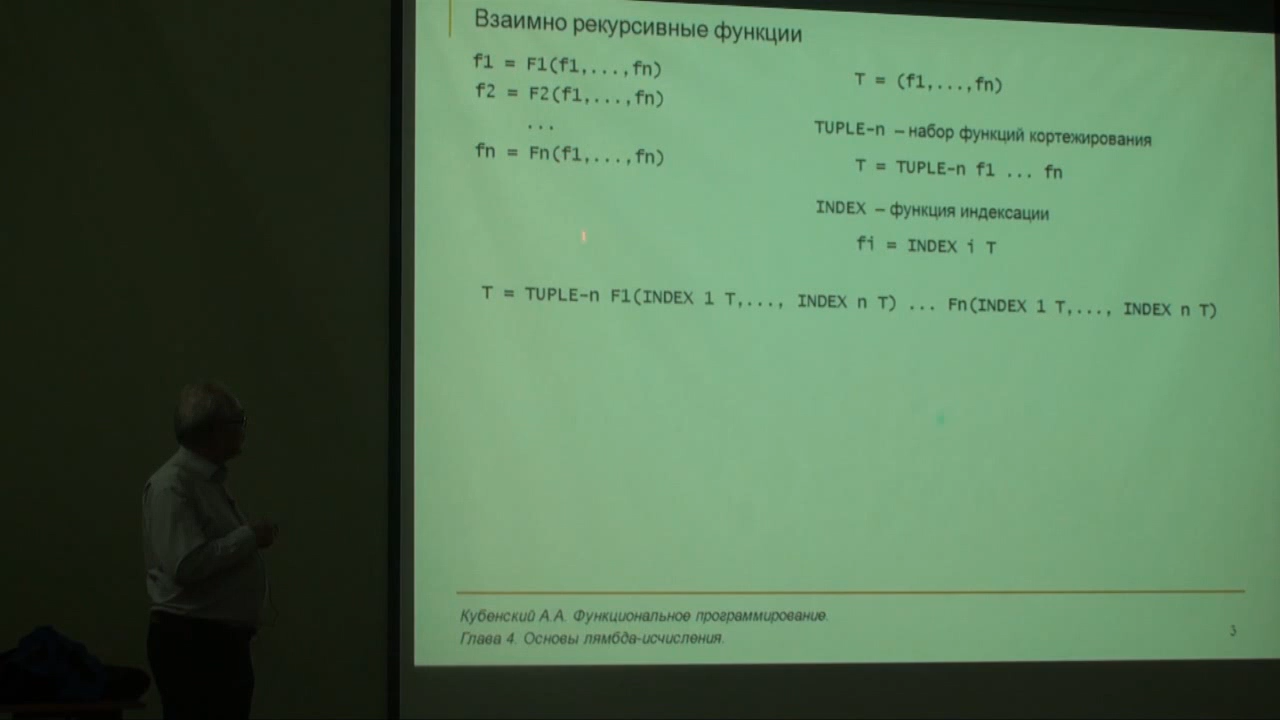 Взаимно рекурсивные функции
f1 = F1(f1,...,fn)
f2 = F2(f1,...,fn)
...
fn = Fn(f1,...,fn)
T = (f1,...,fn)
TUPLE-n – набор функций кортежирования
T = TUPLE-n f1 ... fn
INDEX – функция индексации
fi = INDEX i T
T = TUPLE-n F1(INDEX 1 T,..., INDEX n T) ... Fn(INDEX 1 T,..., INDEX n T)
Кубенский А.А. Функциональное программирование.
Глава 4. Основы лямбда-исчисления.
3